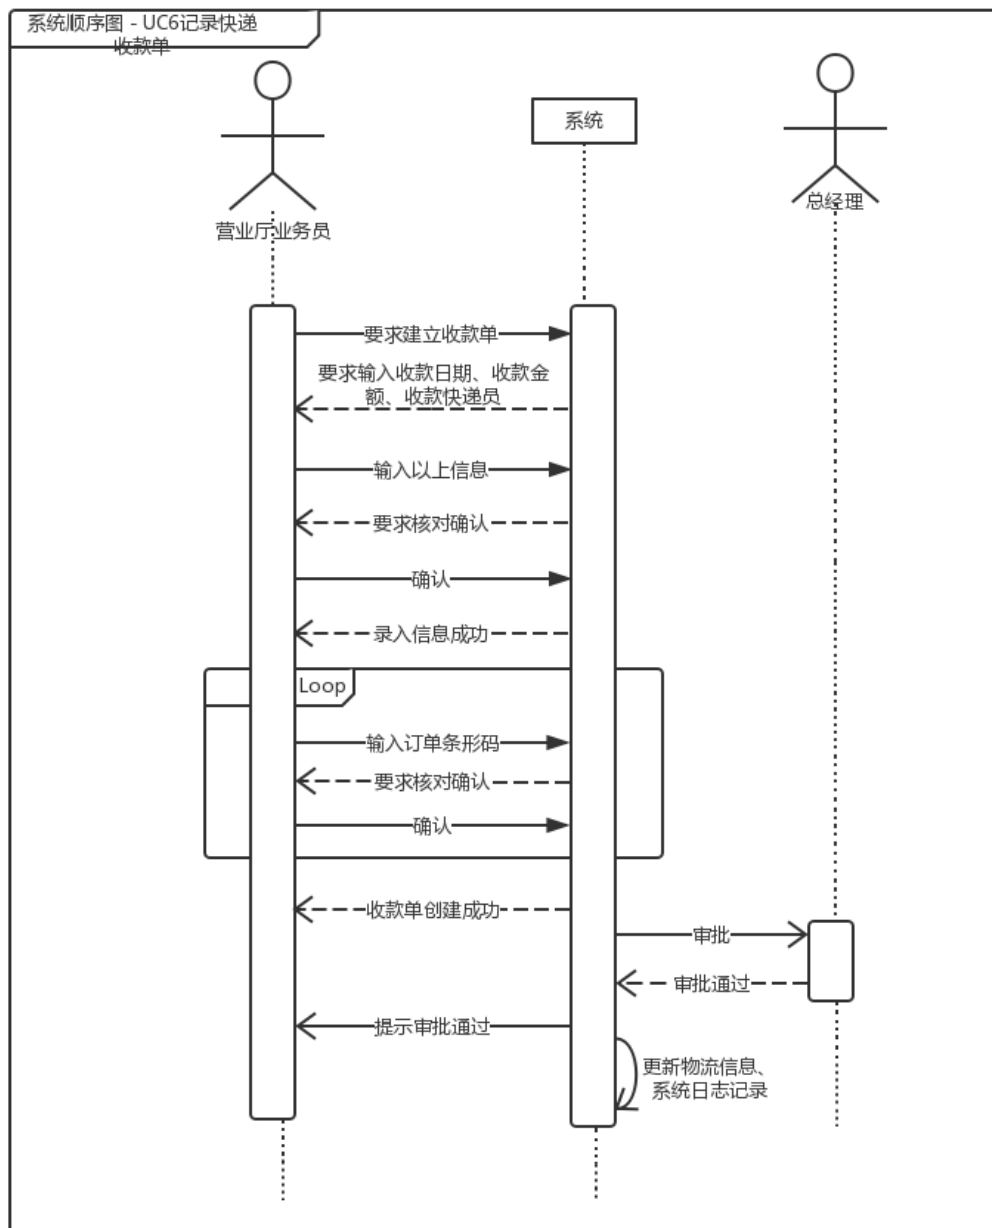 系统顺序图 - UC6记录快递
收款单
系统
总经理
营业厅业务员
要求建立收款单
要求输入收款日期、收款金
额、收款快递员
输入以上信息
要求核对确认
确认
录入信息成功
Loop
输入订单条形码
要求核对确认
确认
收款单创建成功
审批
审批通过
提示审批通过
更新物流信息、
系统日志记录